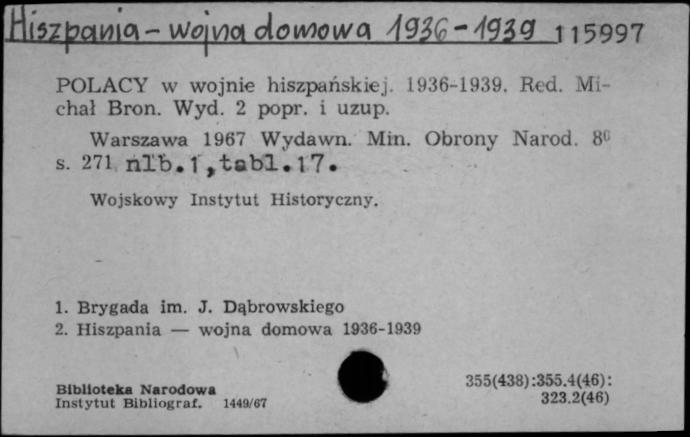 Hiszpania - wojna domowa 1936-1939 115997
POLACY w wojnie hiszpańskiej. 1936-1939. Red. Mi-
chał Bron. Wyd. 2 popr. i uzup.
Warszawa 1967 Wydawn. Min. Obrony Narod. 8°
s. 271 nlb.1,tabl.17.
Wojskowy Instytut Historyczny.
1. Brygada im. J. Dąbrowskiego
2. Hiszpania — wojna domowa 1936-1939
Biblioteka Narodowa
Instytut Bibliograf. 1449/67
355(438):355.4(46):
323.2(46)